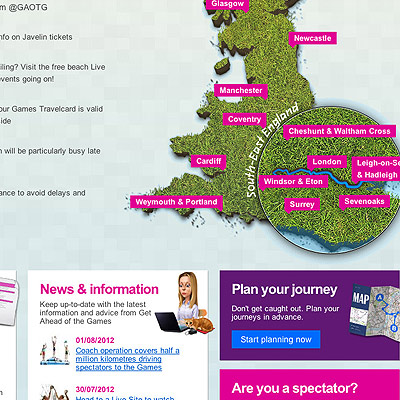 m @GAOTG
nfo on Javelin tickets
iling? Visit the free beach Live
events going on!
our Games Travelcard is valid
side
n will be particularly busy late
ance to avoid delays and
Glasgow
Newcastle
Manchester
Coventry
Cardiff
Weymouth & Portland
South-East England
Cheshunt & Waltham Cross
London
Leigh-on-Se
& Hadleigh
Windsor & Eton
Surrey
Sevenoaks
News & information
Keep up-to-date with the latest
information and advice from Get
Ahead of the Games
01/08/2012
Coach operation covers half a
million kilometres driving
spectators to the Games
30/07/2012
Head to a Live Site to watch
Plan your journey
Don't get caught out. Plan your
journeys in advance.
Start planning now
MAP
A
B
Are you a spectator?